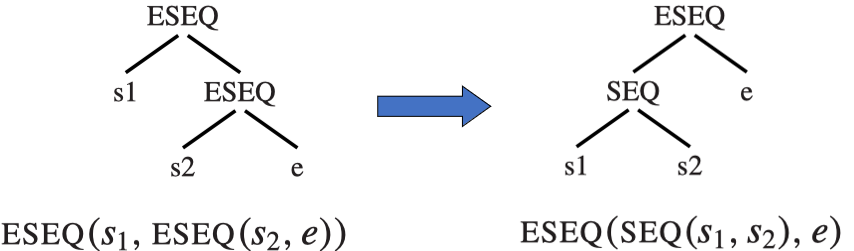 ESEQ
s1 ESEQ
s2 e
ESEQ(s₁, ESEQ(s₂, e))
ESEQ
SEQ e
s1 s2
ESEQ(SEQ(s₁, s₂), e)